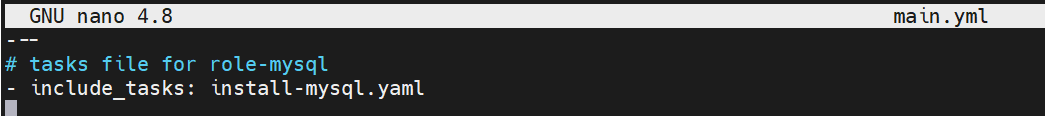 GNU nano 4.8 main.yml
---
# tasks file for role-mysql
- include_tasks: install-mysql.yaml